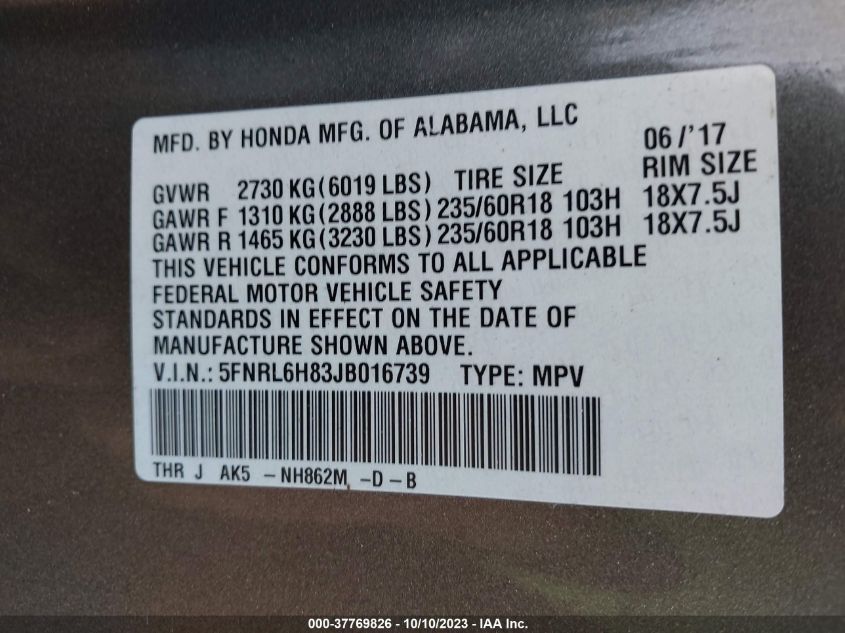 MFD. BY HONDA MFG. OF ALABAMA, LLC 06/'17
RIM SIZE
GVWR 2730 KG(6019 LBS) TIRE SIZE
GAWR F 1310 KG(2888 LBS) 235/60R18 103H 18X7.5J
GAWR R 1465 KG(3230 LBS) 235/60R18 103H 18X7.5J
THIS VEHICLE CONFORMS TO ALL APPLICABLE
FEDERAL MOTOR VEHICLE SAFETY
STANDARDS IN EFFECT ON THE DATE OF
MANUFACTURE SHOWN ABOVE.
V.I.N.: 5FNRL6H83JB016739 TYPE: MPV
THR J AK5 -NH862M -D-B
000-37769826 - 10/10/2023 - IAA Inc.